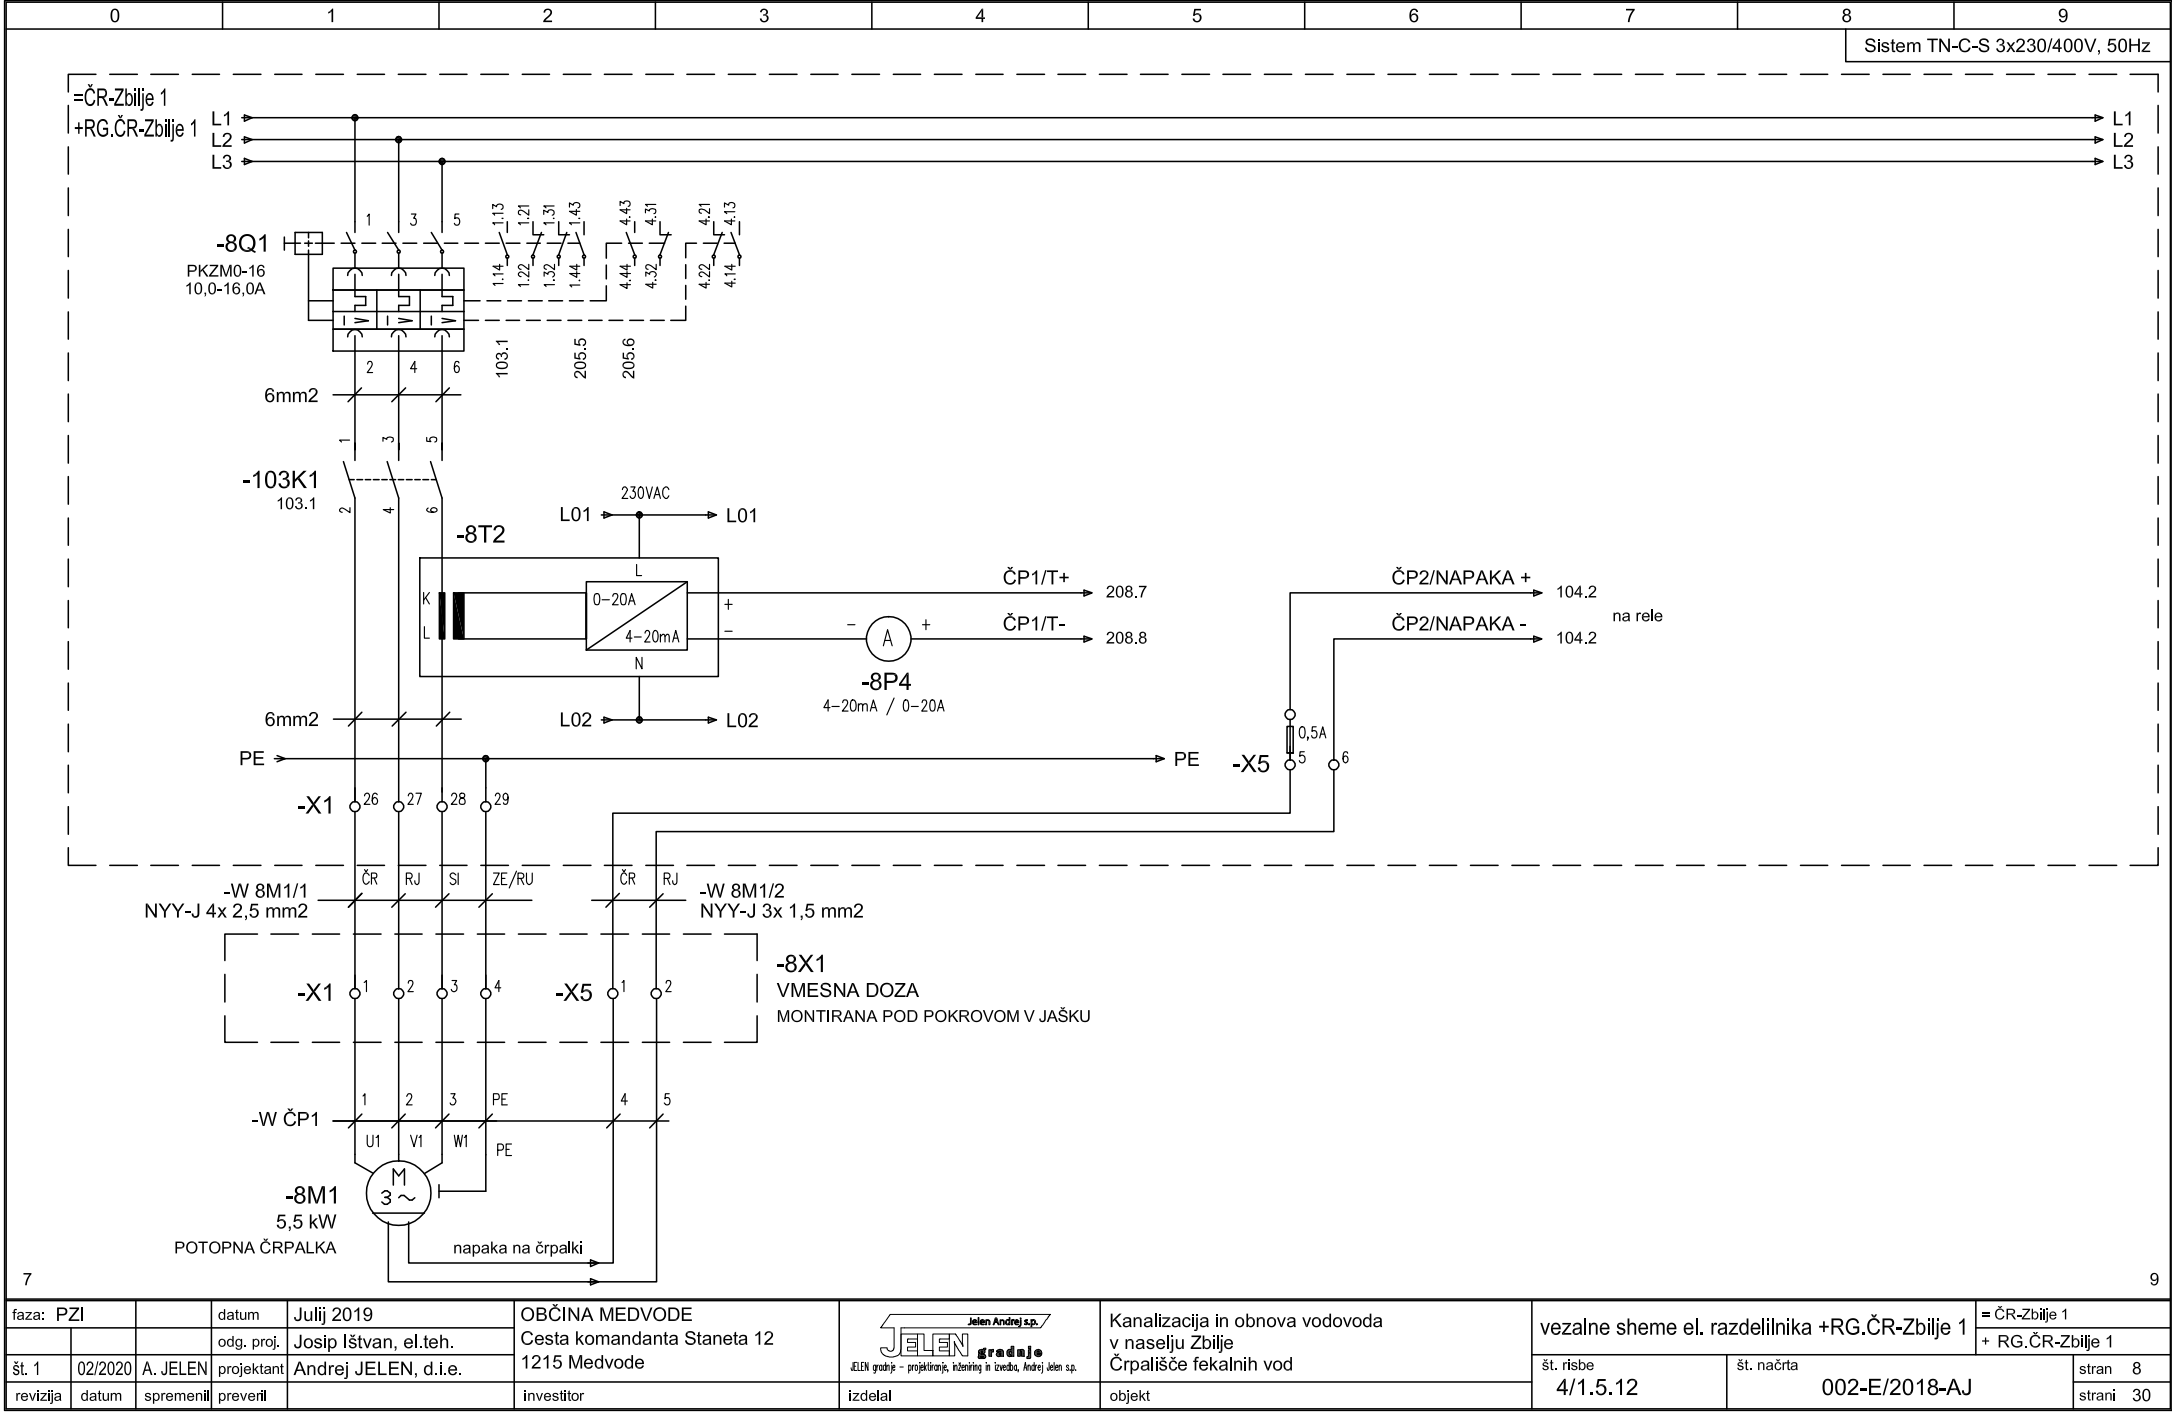 0 1 2 3 4 5 6 7 8 9
Sistem TN-C-S 3x230/400V, 50Hz
=ČR-Zbilje 1
+RG.ČR-Zbilje 1
L1 L1
L2 L2
L3 L3
1 3 5 1.13 1.21 1.31 1.43 4.43 4.31 4.21 4.13
-8Q1
PKZM0-16
10,0-16,0A
1.14 1.22 1.32 1.44 4.44 4.32 4.22 4.14
I > I > I >
2 4 6 103.1 205.5 205.6
6mm2
1 3 5
-103K1
103.1
2 4 6
230VAC
L01 L01
-8T2
L
K 0-20A +
L 4-20mA -
N
ČP1/T+ 208.7
ČP1/T- 208.8
- A +
-8P4
4-20mA / 0-20A
ČP2/NAPAKA + 104.2
na rele
ČP2/NAPAKA - 104.2
6mm2
L02 L02
PE PE
0,5A
-X5 5 6
-X1 26 27 28 29
ČR RJ SI ZE/RU ČR RJ
-W 8M1/1
NYY-J 4x 2,5 mm2
-W 8M1/2
NYY-J 3x 1,5 mm2
-8X1
VMESNA DOZA
MONTIRANA POD POKROVOM V JAŠKU
-X1 1 2 3 4 -X5 1 2
1 2 3 PE 4 5
-W ČP1
U1 V1 W1 PE
M
3 ~
-8M1
5,5 kW
POTOPNA ČRPALKA
napaka na črpalki
7 9
faza: PZI datum Julij 2019
odg. proj. Josip Ištvan, el.teh.
št. 1 02/2020 A. JELEN projektant Andrej JELEN, d.i.e.
revizija datum spremenil preveril
OBČINA MEDVODE
Cesta komandanta Staneta 12
1215 Medvode
investitor
Jelen Andrej s.p.
JELEN gradnje
JELEN gradnje - projektiranje, inženiring in izvedba, Andrej Jelen s.p.
izdelal
Kanalizacija in obnova vodovoda
v naselju Zbilje
Črpališče fekalnih vod
objekt
vezalne sheme el. razdelilnika +RG.ČR-Zbilje 1
= ČR-Zbilje 1
+ RG.ČR-Zbilje 1
št. risbe
4/1.5.12
št. načrta
002-E/2018-AJ
stran 8
strani 30